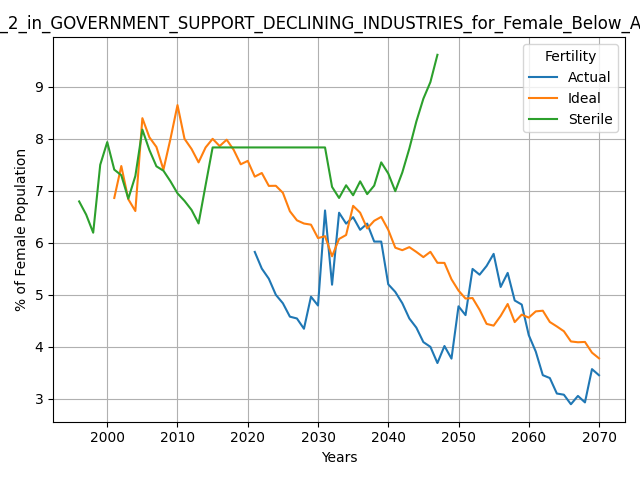 _2_in_GOVERNMENT_SUPPORT_DECLINING_INDUSTRIES_for_Female_Below_A
Fertility
Actual
Ideal
Sterile
% of Female Population
9
8
7
6
5
4
3
2000 2010 2020 2030 2040 2050 2060 2070
Years